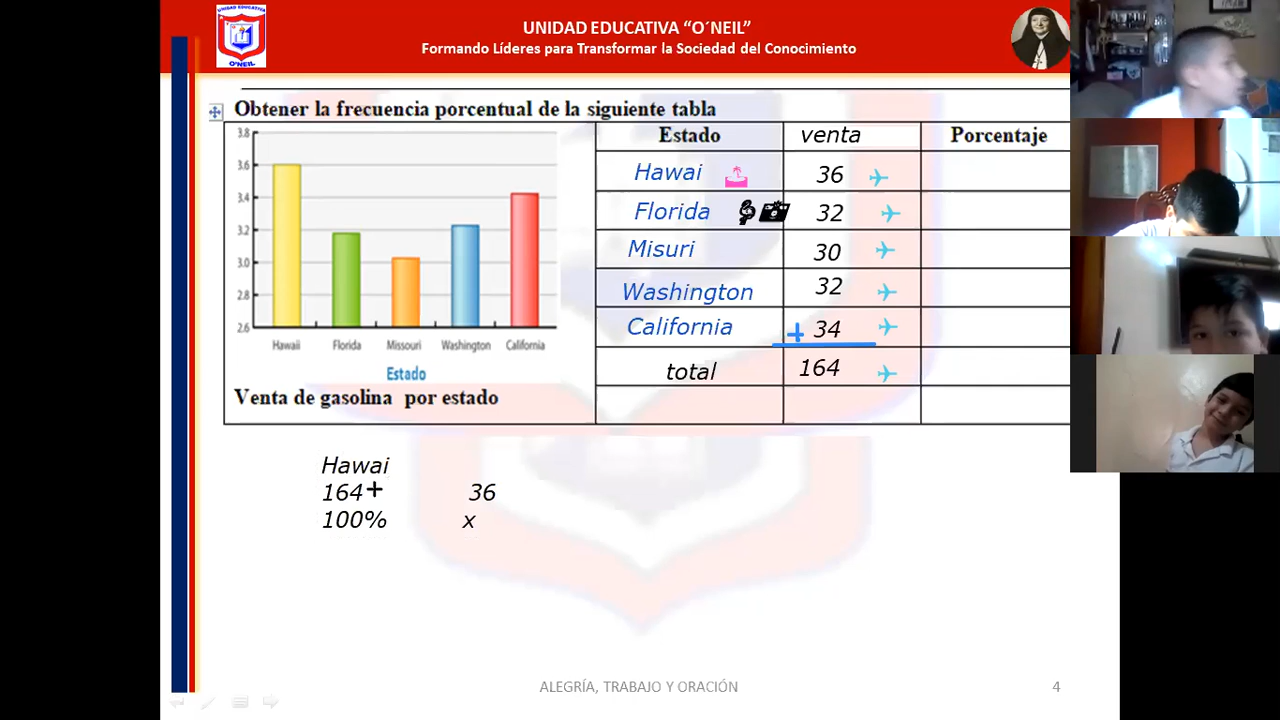 UNIDAD EDUCATIVA
O´NEIL
UNIDAD EDUCATIVA “O´NEIL”
Formando Líderes para Transformar la Sociedad del Conocimiento
Obtener la frecuencia porcentual de la siguiente tabla
3.8
3.6
3.4
3.2
3.0
2.8
2.6
Hawaii Florida Missouri Washington California
Estado
Venta de gasolina por estado
Estado venta Porcentaje
Hawai 36
Florida 32
Misuri 30
Washington 32
California + 34
total 164
Hawai
164+ 36
100% x
ALEGRÍA, TRABAJO Y ORACIÓN
4